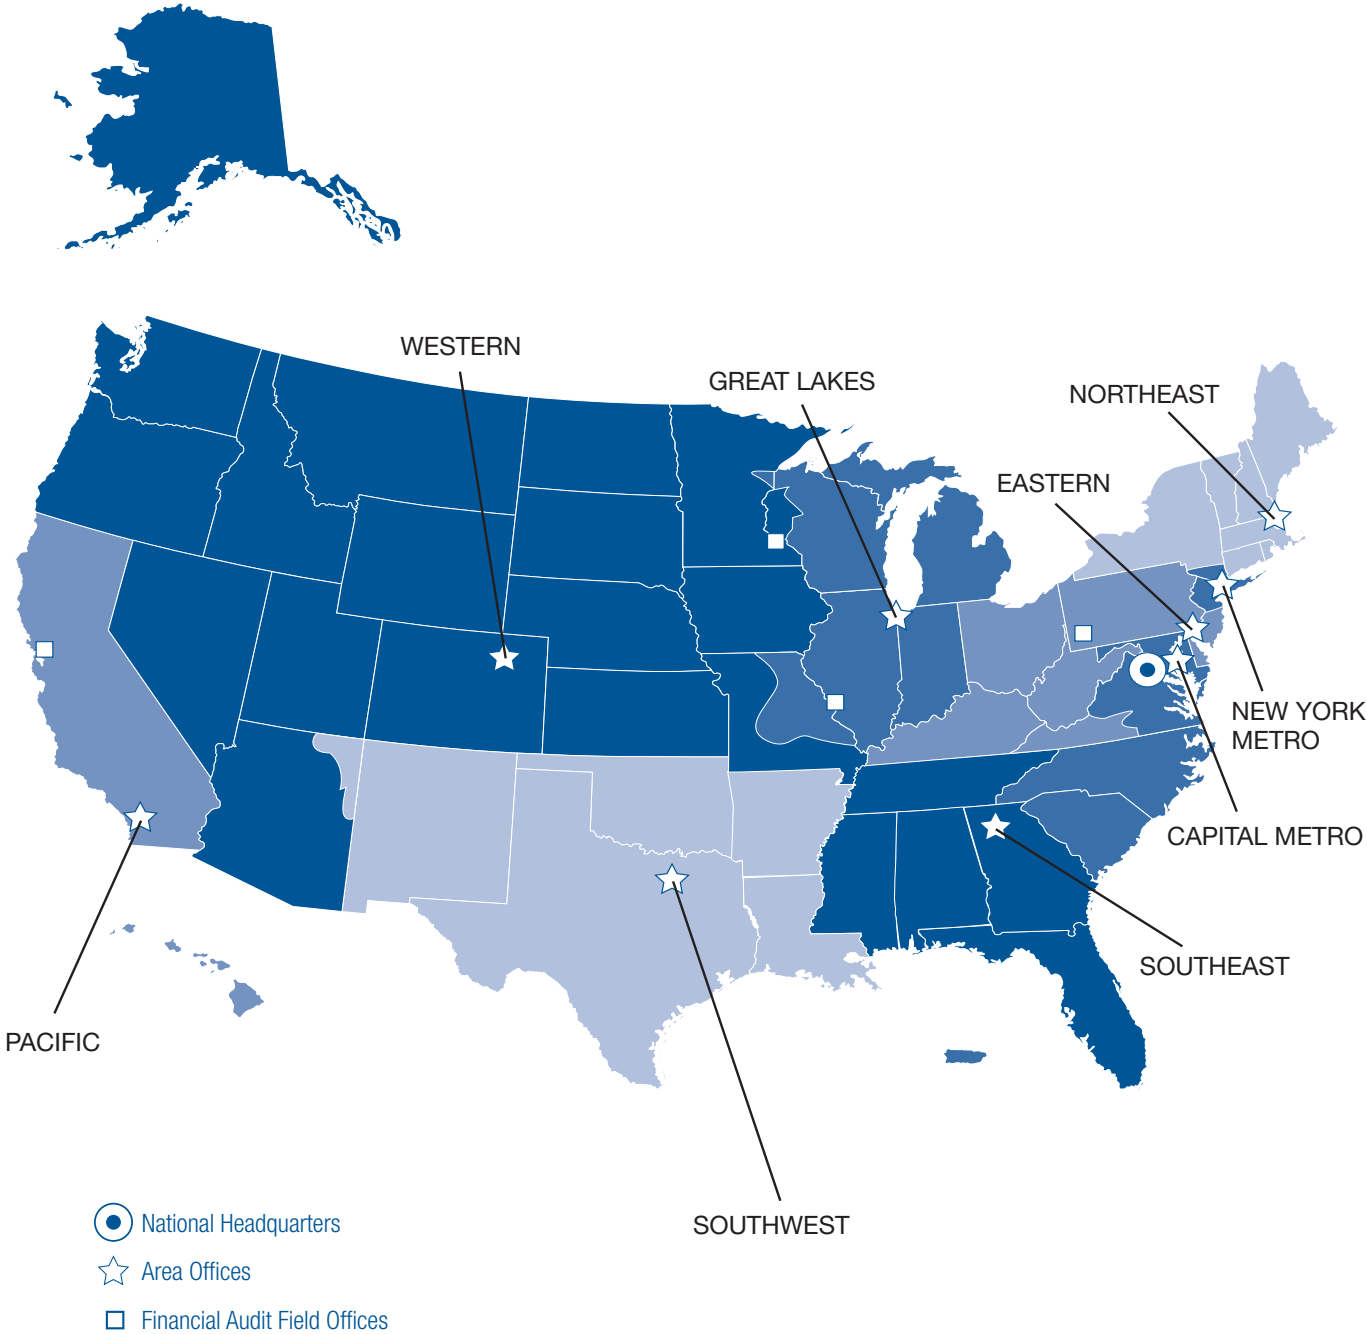 WESTERN
GREAT LAKES
NORTHEAST
EASTERN
NEW YORK
METRO
CAPITAL METRO
SOUTHEAST
PACIFIC
SOUTHWEST
National Headquarters
Area Offices
Financial Audit Field Offices